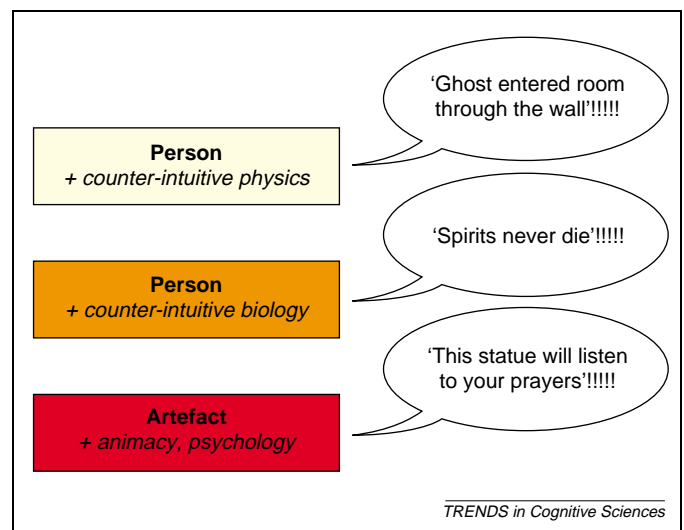 ‘Ghost entered room
through the wall’!!!!!
Person
+ counter-intuitive physics
‘Spirits never die’!!!!!
Person
+ counter-intuitive biology
‘This statue will listen
to your prayers’!!!!!
Artefact
+ animacy, psychology
TRENDS in Cognitive Sciences